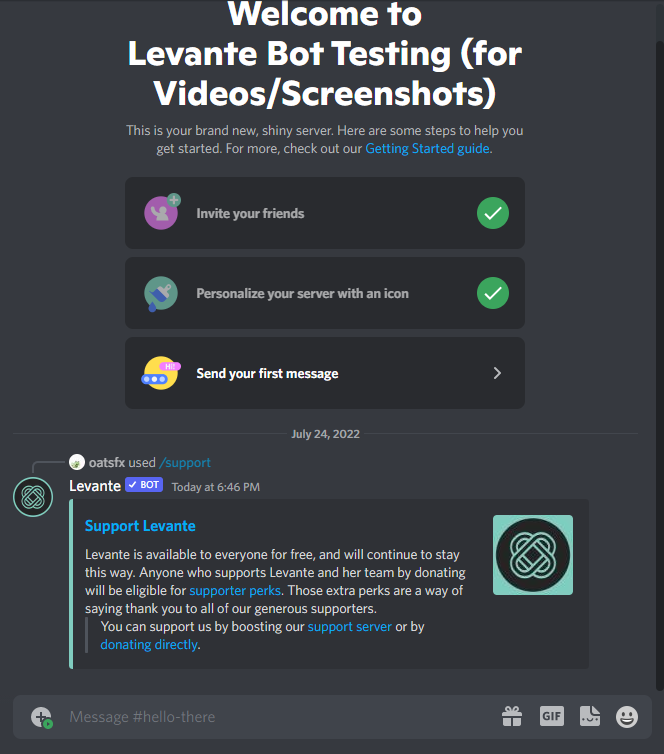 Welcome to
Levante Bot Testing (for
Videos/Screenshots)
This is your brand new, shiny server. Here are some steps to help you
get started. For more, check out our Getting Started guide.
Invite your friends
Personalize your server with an icon
Hi!
Send your first message
July 24, 2022
oatsfx used /support
Levante ✓ BOT Today at 6:46 PM
Support Levante
Levante is available to everyone for free, and will continue to stay
this way. Anyone who supports Levante and her team by donating
will be eligible for supporter perks. Those extra perks are a way of
saying thank you to all of our generous supporters.
You can support us by boosting our support server or by
donating directly.
Message #hello-there
GIF